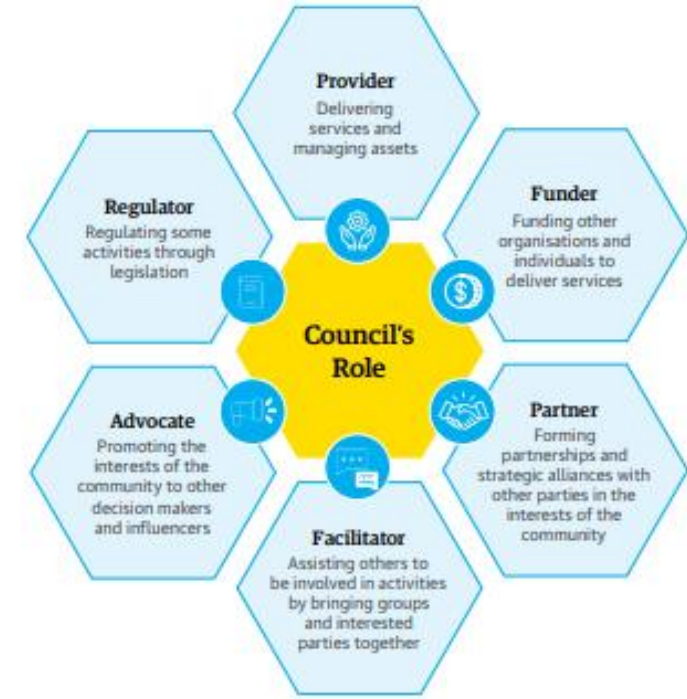 Provider
Delivering
services and
managing assets
Funder
Funding other
organisations and
individuals to
deliver services
Partner
Forming
partnerships and
strategic alliances with
other parties in the
interests of the
community
Facilitator
Assisting others to
be involved in activities
by bringing groups
and interested
parties together
Advocate
Promoting the
interests of the
community to other
decision makers
and influencers
Regulator
Regulating some
activities through
legislation
Council's
Role
$